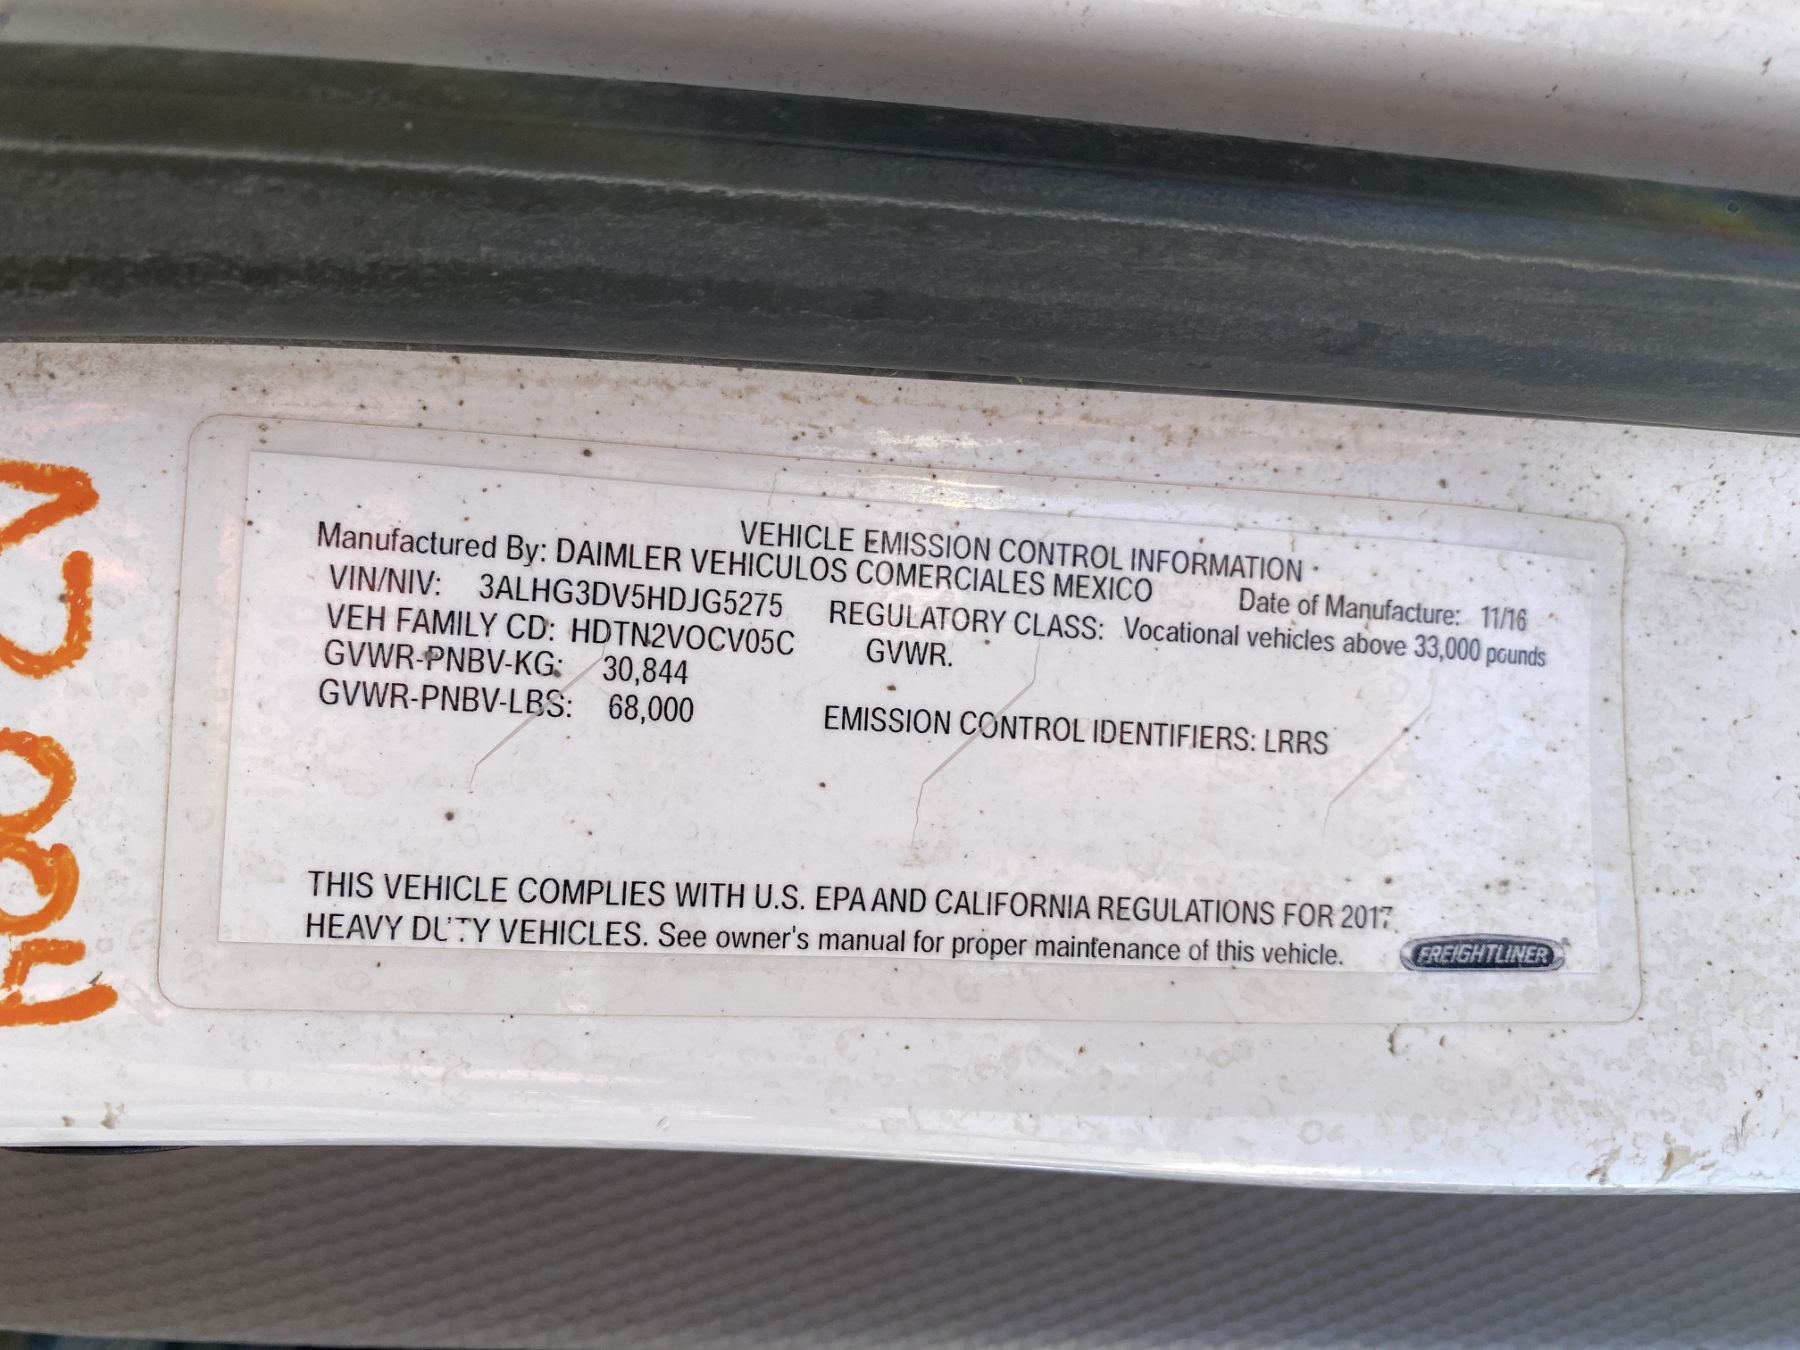 VEHICLE EMISSION CONTROL INFORMATION
Manufactured By: DAIMLER VEHICULOS COMERCIALES MEXICO
Date of Manufacture: 11/16
VIN/NIV: 3ALHG3DV5HDJG5275
REGULATORY CLASS: Vocational vehicles above 33,000 pounds
GVWR.
VEH FAMILY CD: HDTN2VOCV05C
GVWR-PNBV-KG: 30,844
GVWR-PNBV-LBS: 68,000
EMISSION CONTROL IDENTIFIERS: LRRS
THIS VEHICLE COMPLIES WITH U.S. EPA AND CALIFORNIA REGULATIONS FOR 2017
HEAVY DUTY VEHICLES. See owner's manual for proper maintenance of this vehicle.
FREIGHTLINER